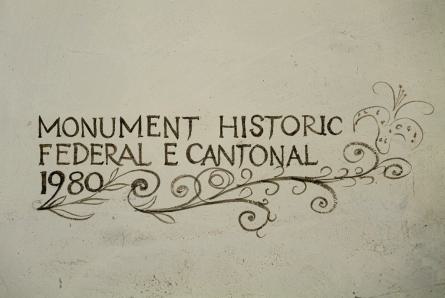 MONUMENT HISTORIC
FEDERAL E CANTONAL
1980